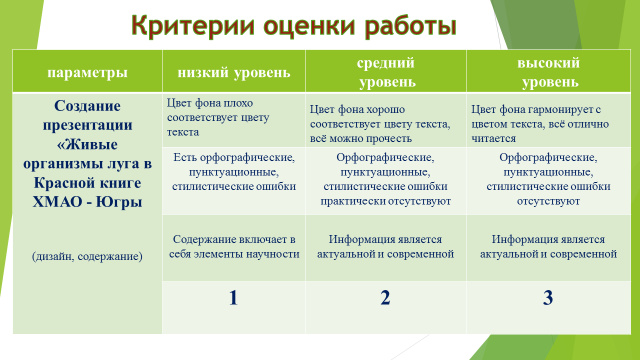 Критерии оценки работы
параметры
низкий уровень
средний
уровень
высокий
уровень
Создание
презентации
«Живые
организмы луга в
Красной книге
ХМАО - Югры
(дизайн, содержание)
Цвет фона плохо
соответствует цвету
текста
Цвет фона хорошо
соответствует цвету текста,
всё можно прочесть
Цвет фона гармонирует с
цветом текста, всё отлично
читается
Есть орфографические,
пунктуационные,
стилистические ошибки
Орфографические,
пунктуационные,
стилистические ошибки
практически отсутствуют
Орфографические,
пунктуационные,
стилистические ошибки
отсутствуют
Содержание включает в
себя элементы научности
Информация является
актуальной и современной
Информация является
актуальной и современной
1
2
3